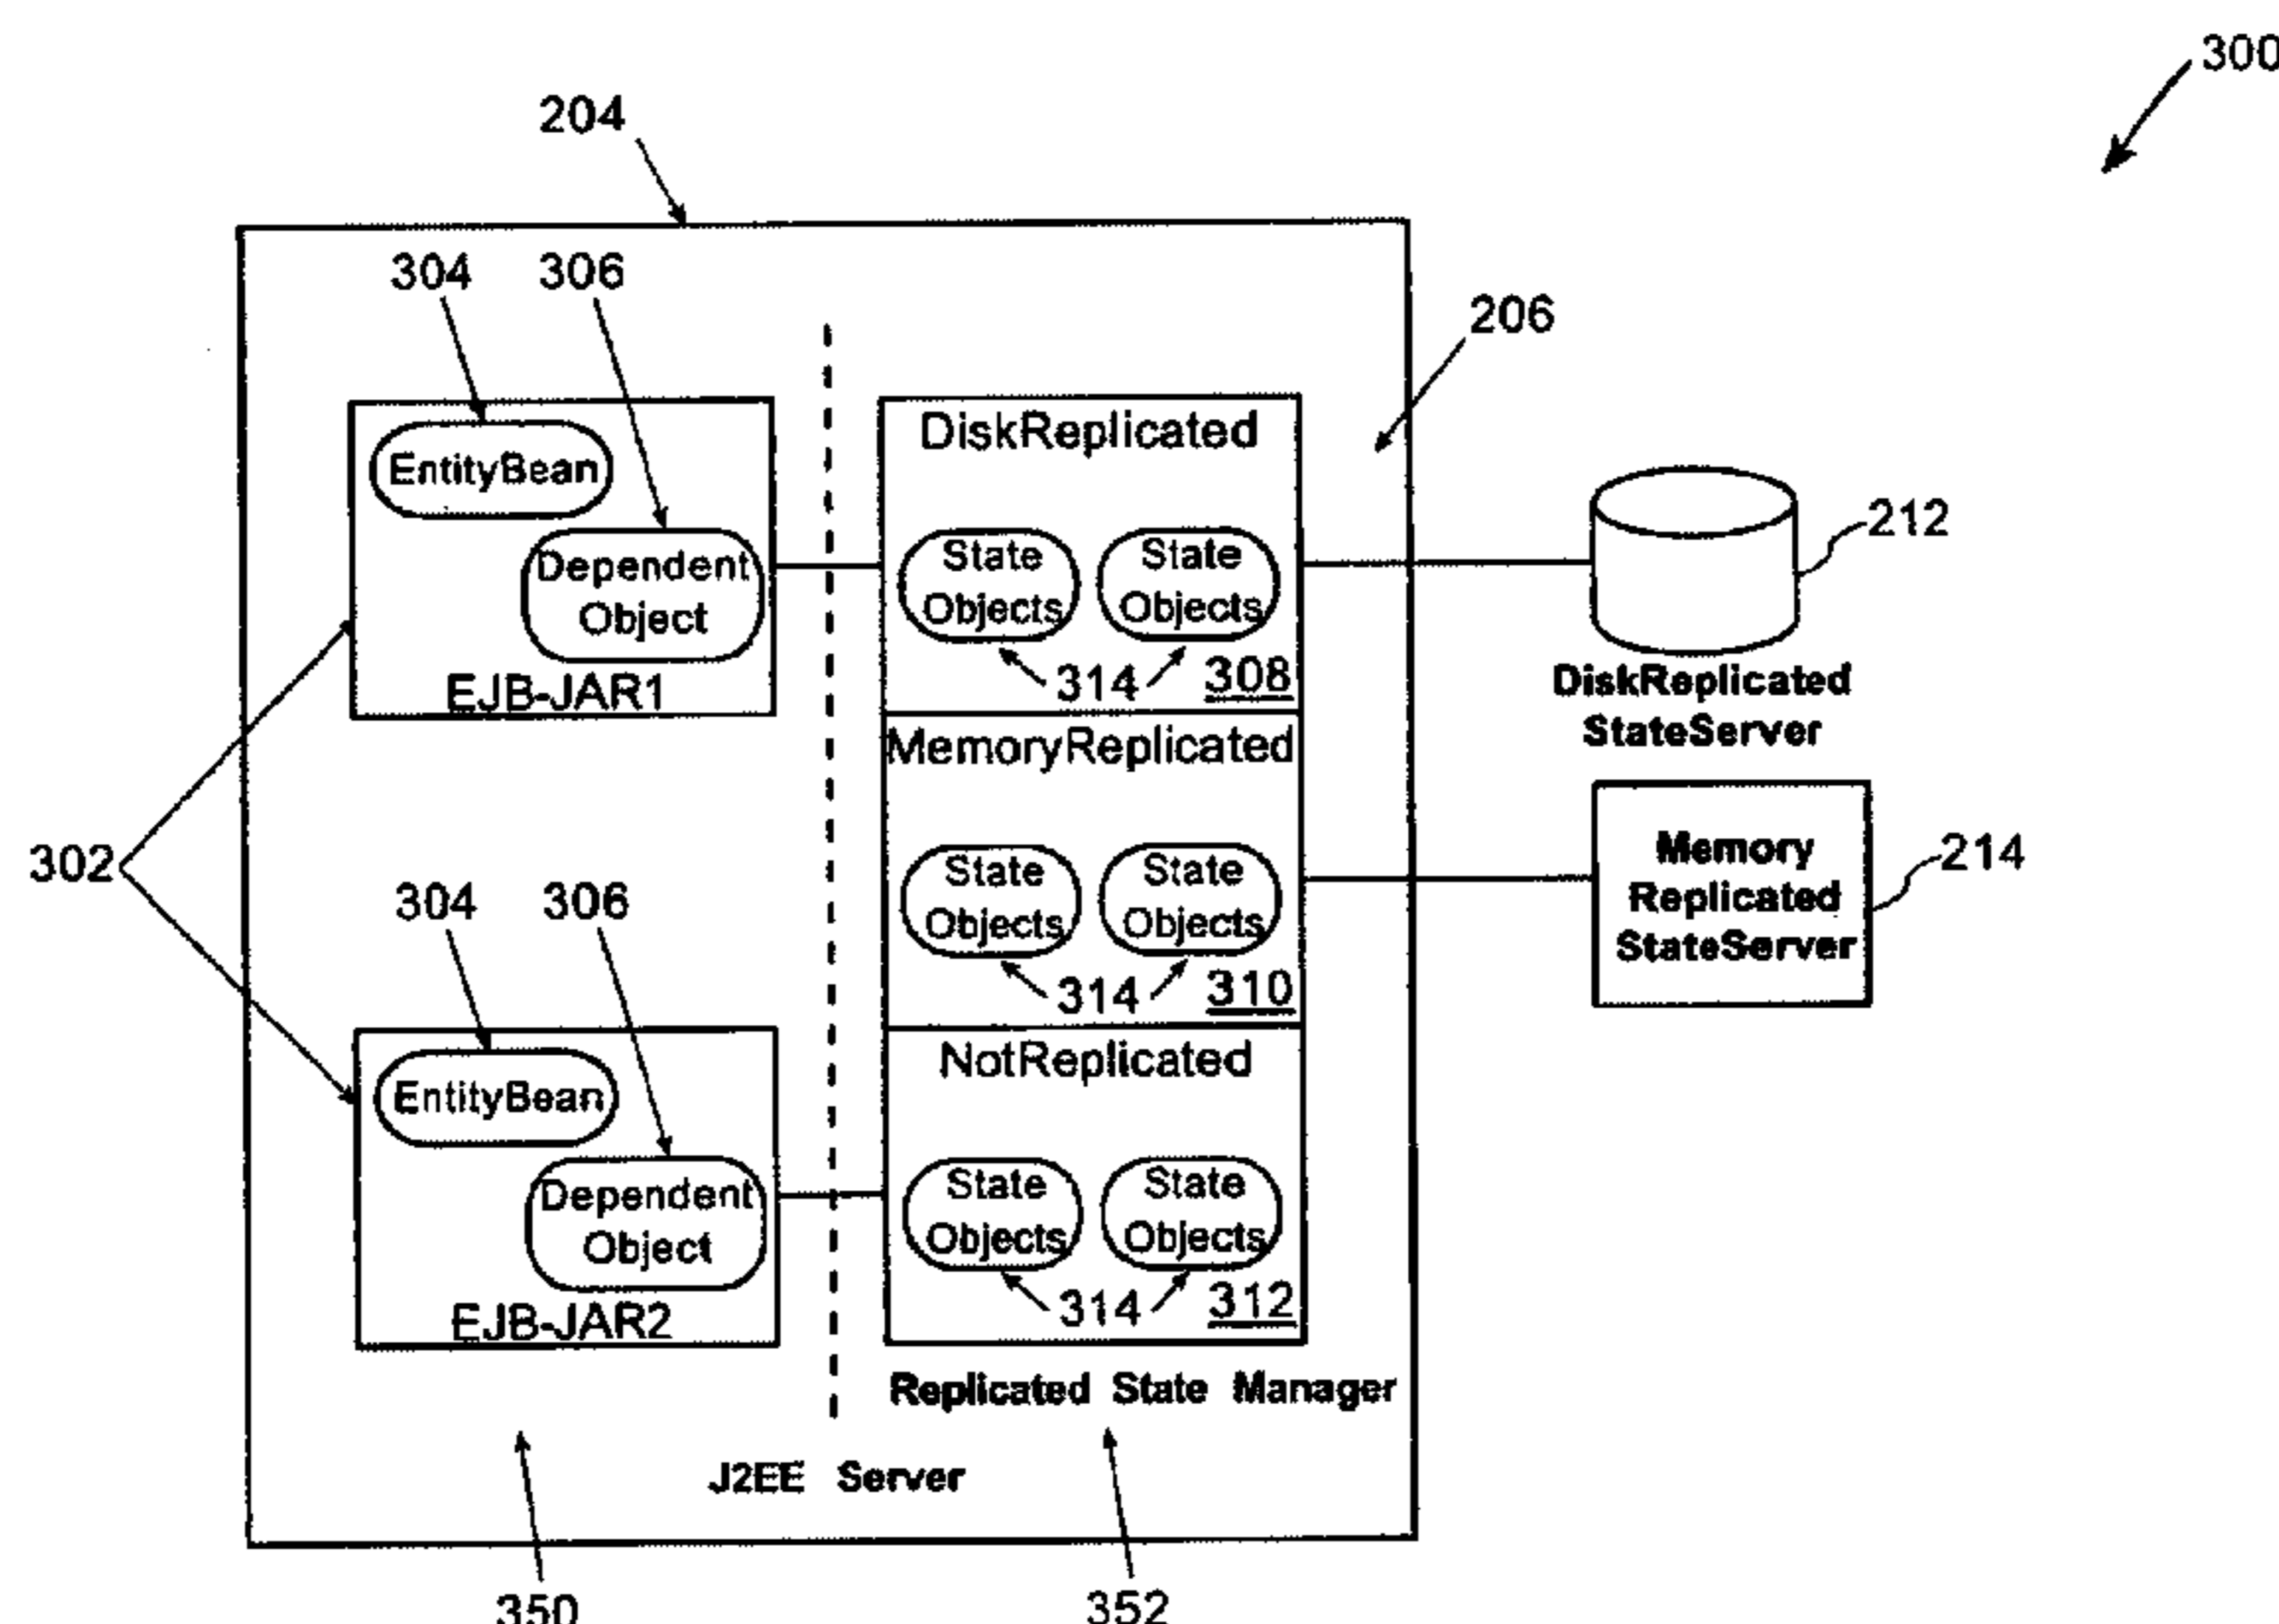 300
204
304 306
206
EntityBean
Dependent
Object
EJB-JAR1
DiskReplicated
State
Objects
State
Objects
314
308
212
DiskReplicated
StateServer
MemoryReplicated
State
Objects
State
Objects
314
310
Memory
Replicated
StateServer
214
302
304 306
EntityBean
Dependent
Object
EJB-JAR2
NotReplicated
State
Objects
State
Objects
314
312
Replicated State Manager
J2EE Server
350
352